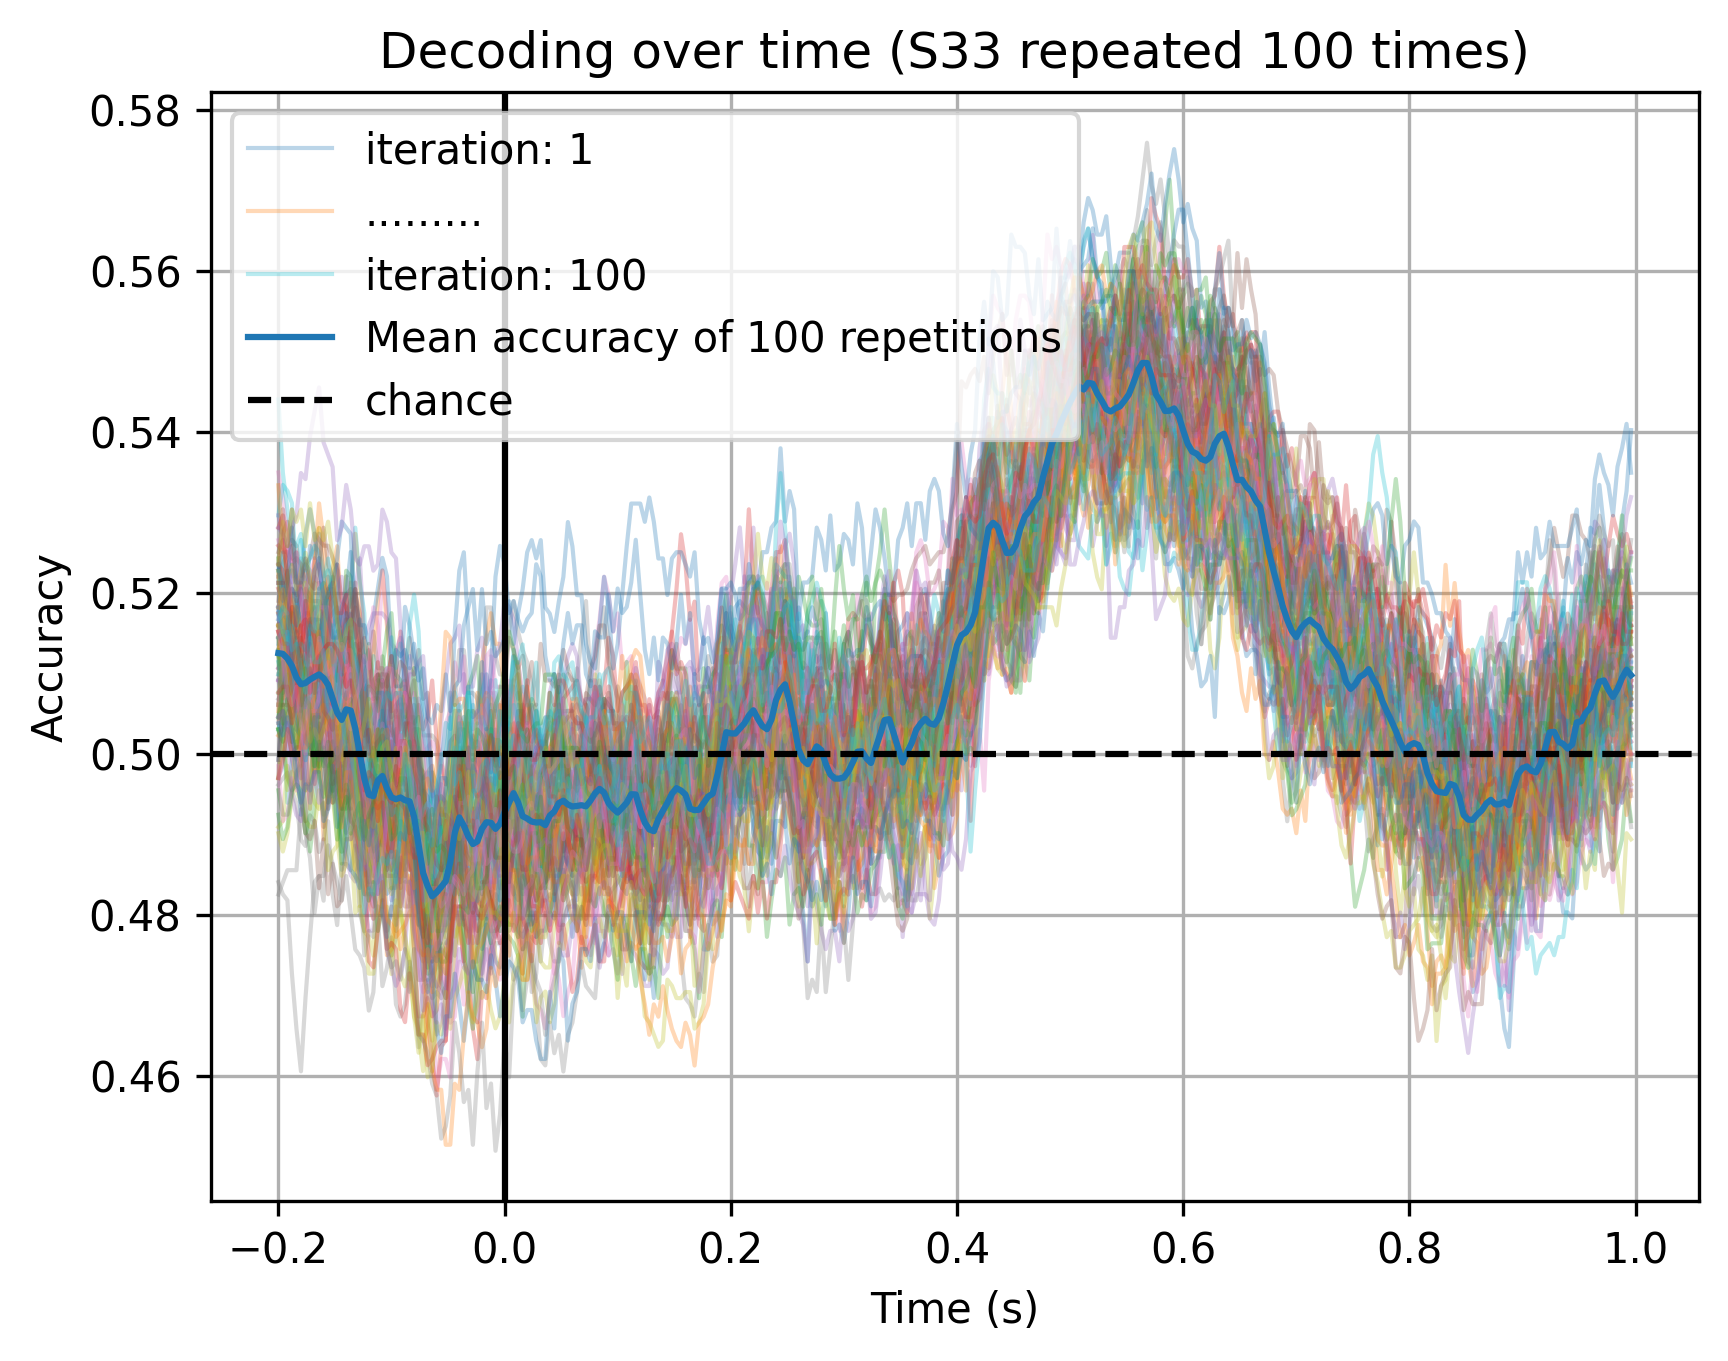 Decoding over time (S33 repeated 100 times)
0.58
0.56
0.54
0.52
0.50
0.48
0.46
Accuracy
iteration: 1
.........
iteration: 100
Mean accuracy of 100 repetitions
chance
−0.2
0.0
0.2
0.4
0.6
0.8
1.0
Time (s)